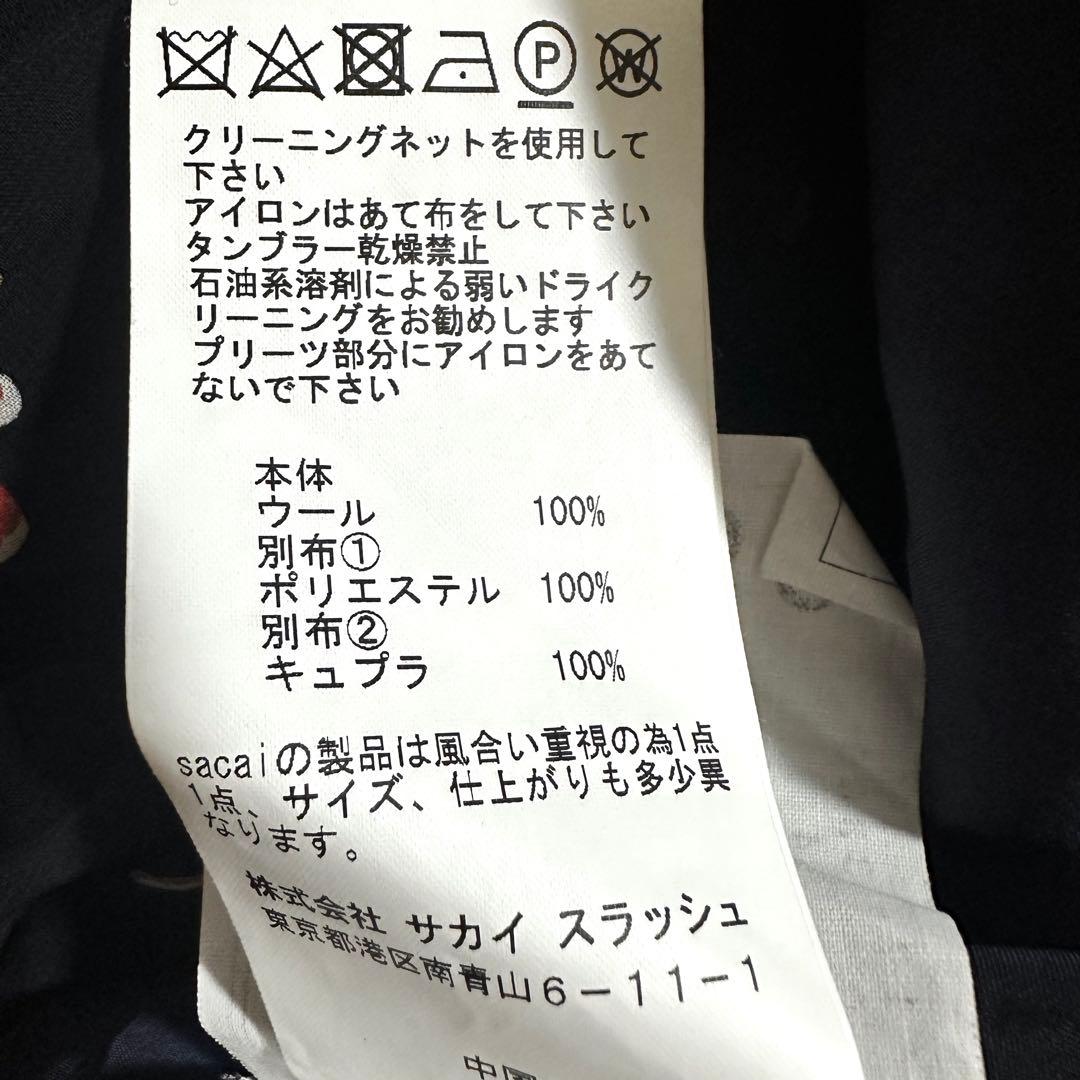 P W
クリーニングネットを使用して
下さい
アイロンはあて布をして下さい
タンブラー乾燥禁止
石油系溶剤による弱いドライク
リーニングをお勧めします
プリーツ部分にアイロンをあて
ないで下さい
本体
ウール 100%
別布①
ポリエステル 100%
別布②
キュプラ 100%
sacaiの製品は風合い重視の為1点
1点、サイズ、仕上がりも多少異
なります。
株式会社 サカイ スラッシュ
東京都港区南青山6-11-1
中国